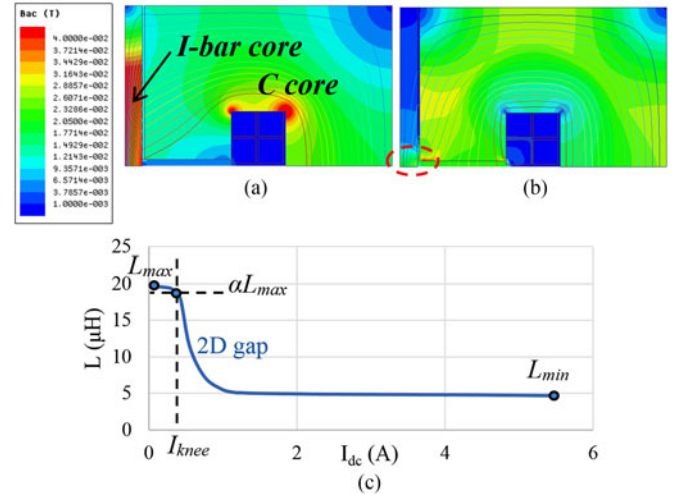 Bac (T)
4.0000e-002
3.7214e-002
3.4429e-002
3.1643e-002
2.8857e-002
2.6071e-002
2.3286e-002
2.0500e-002
1.7714e-002
1.4929e-002
1.2143e-002
9.3571e-003
6.5714e-003
3.7857e-003
1.0000e-003
I-bar core
C core
(a)
(b)
25
20
15
10
5
0
L (μH)
Lmax
αLmax
2D gap
Lmin
0
2
4
6
Iknee
Idc (A)
(c)